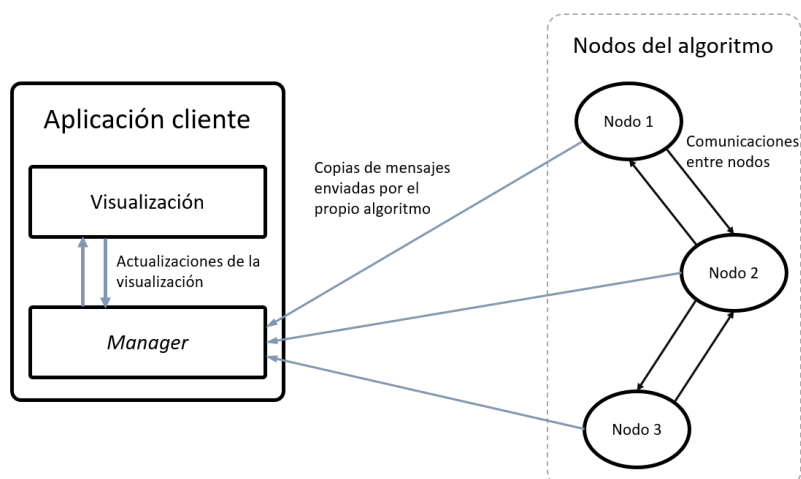 Aplicación cliente
Visualización
Actualizaciones de la
visualización
Manager
Copias de mensajes
enviadas por el
propio algoritmo
Nodos del algoritmo
Nodo 1
Comunicaciones
entre nodos
Nodo 2
Nodo 3